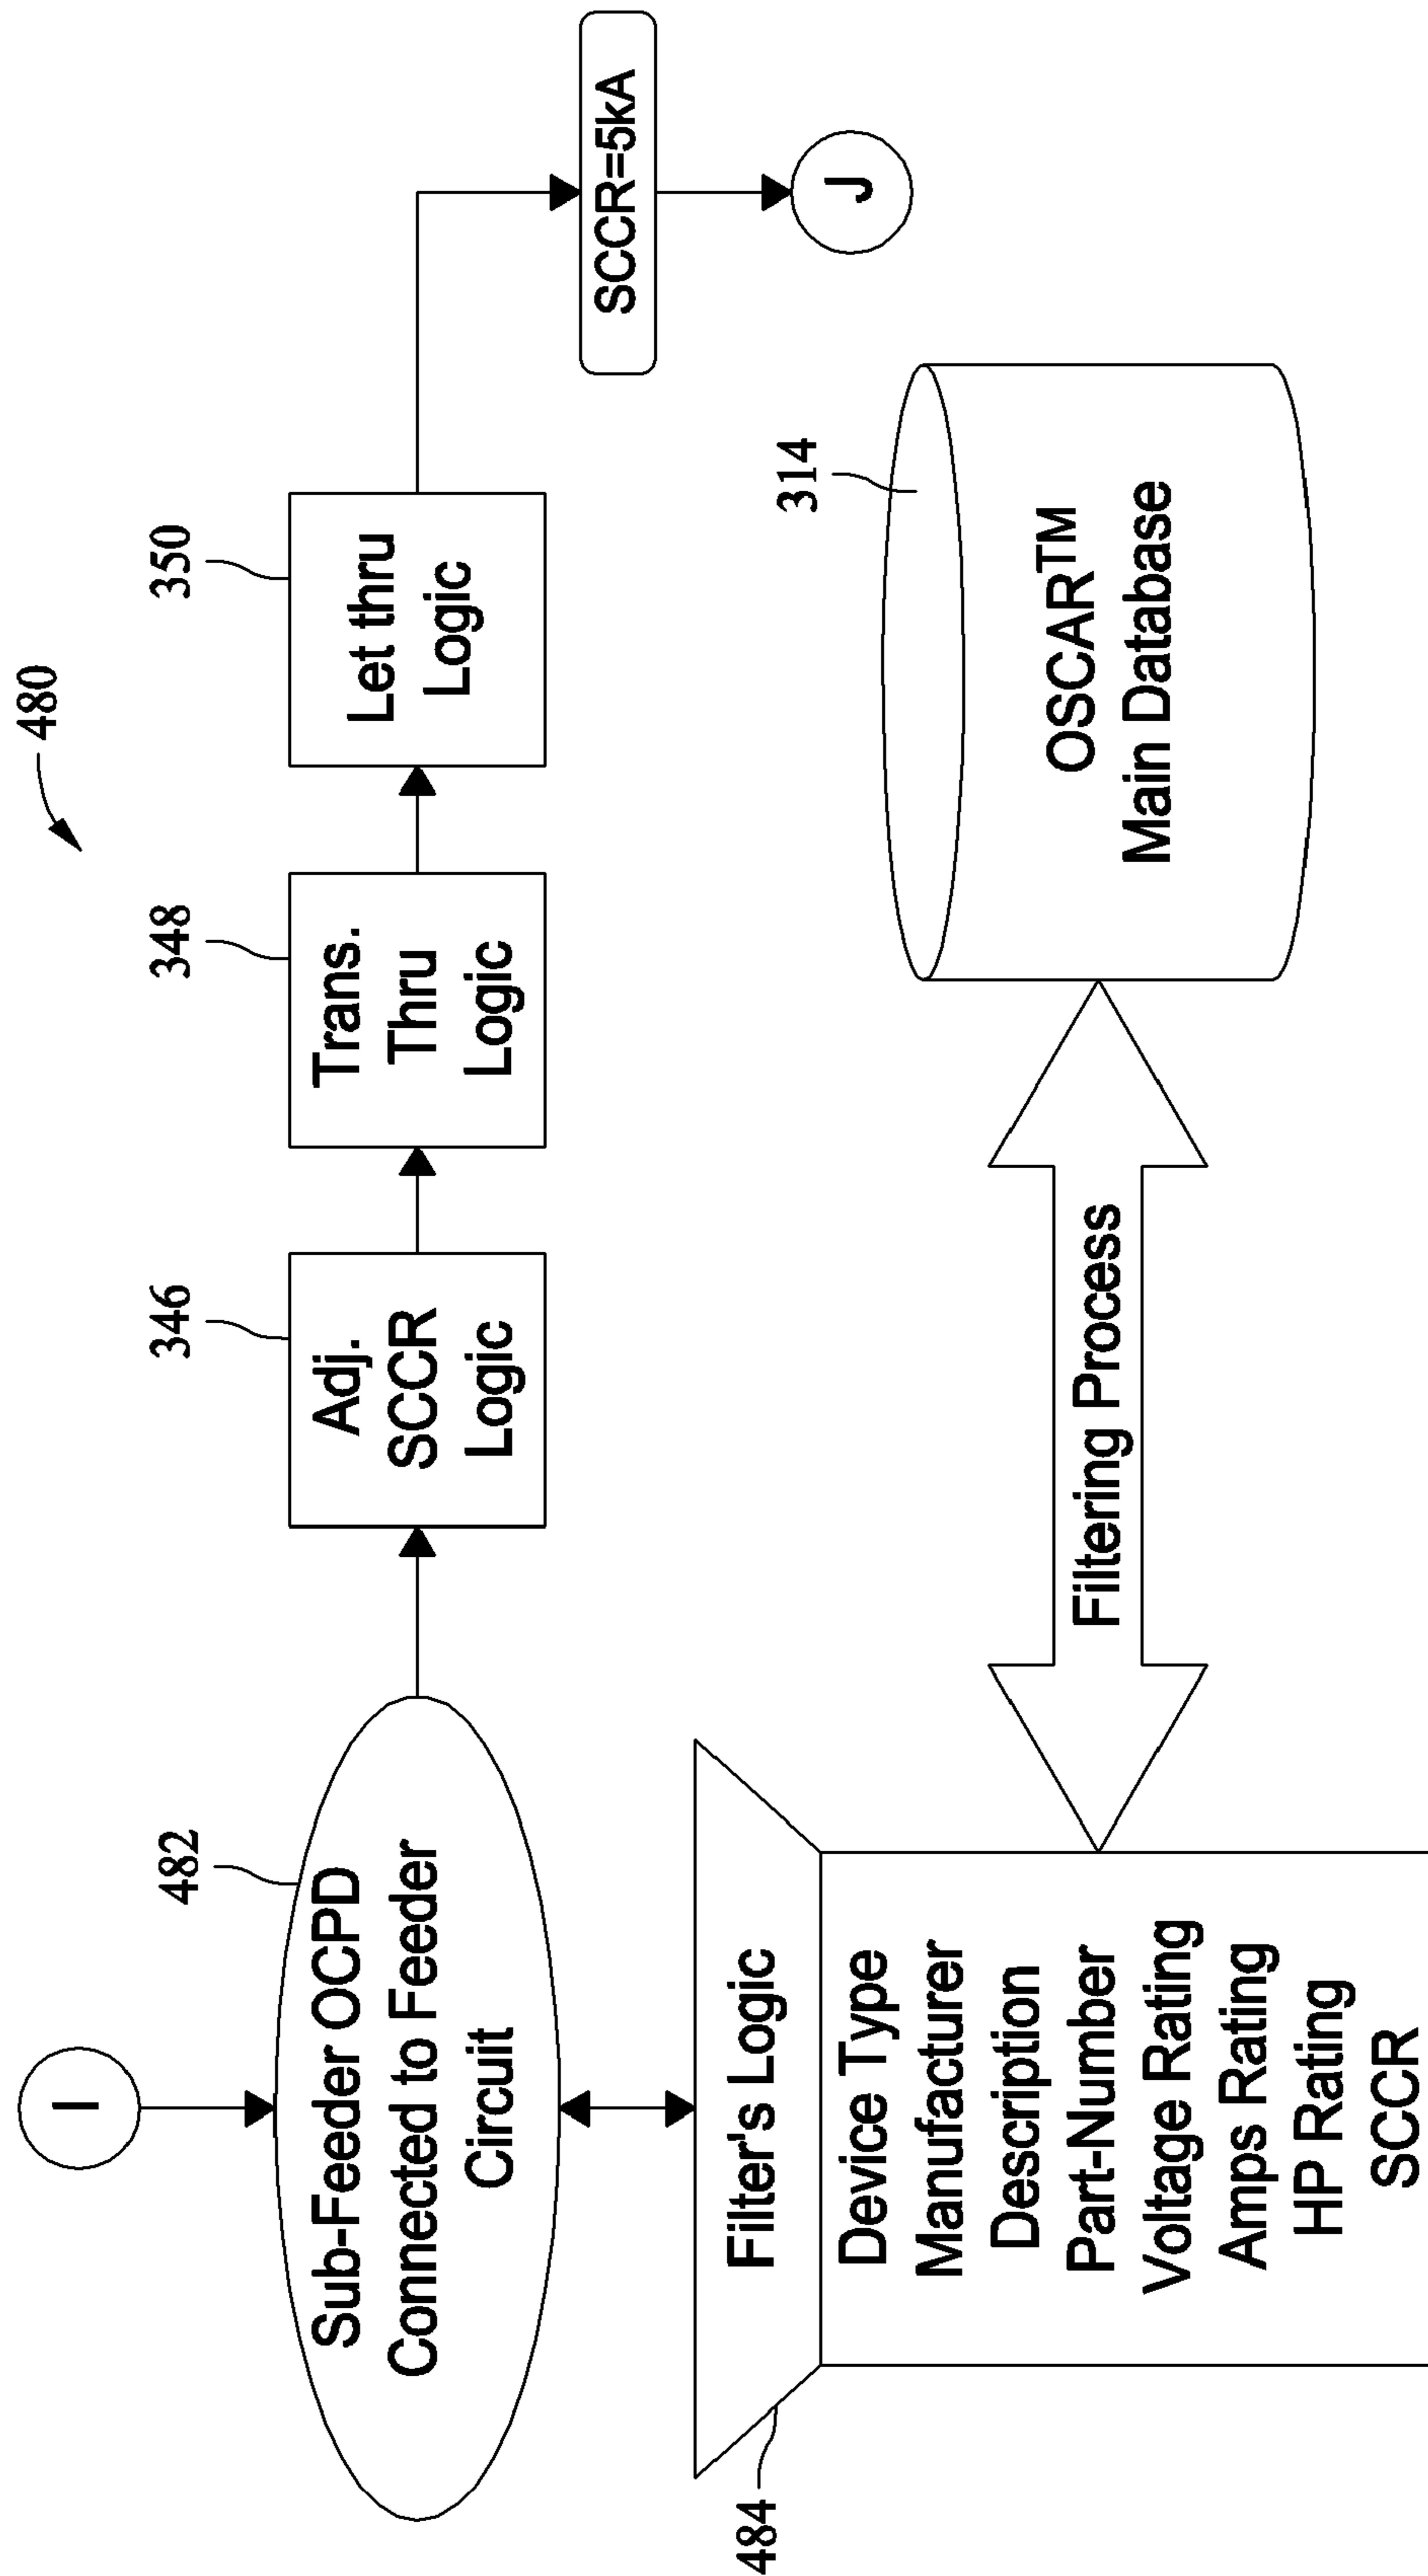 480
I
482
Sub-Feeder OCPD
Connected to Feeder
Circuit
346
Adj.
SCCR
Logic
348
Trans.
Thru
Logic
350
Let thru
Logic
SCCR=5kA
J
484
Filter's Logic
Device Type
Manufacturer
Description
Part-Number
Voltage Rating
Amps Rating
HP Rating
SCCR
Filtering Process
314
OSCAR™
Main Database